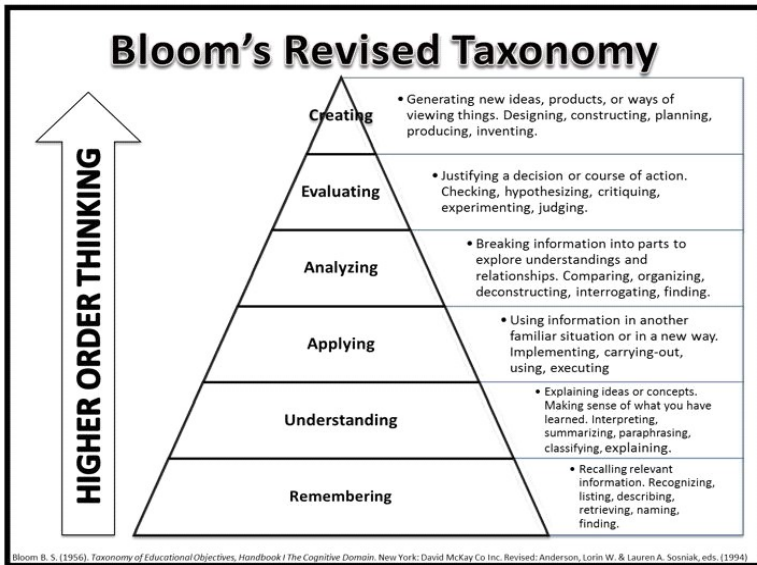 Bloom's Revised Taxonomy
HIGHER ORDER THINKING
Creating
• Generating new ideas, products, or ways of
viewing things. Designing, constructing, planning,
producing, inventing.
Evaluating
• Justifying a decision or course of action.
Checking, hypothesizing, critiquing,
experimenting, judging.
Analyzing
• Breaking information into parts to
explore understandings and
relationships. Comparing, organizing,
deconstructing, interrogating, finding.
Applying
• Using information in another
familiar situation or in a new way.
Implementing, carrying-out,
using, executing
Understanding
• Explaining ideas or concepts.
Making sense of what you have
learned. Interpreting,
summarizing, paraphrasing,
classifying, explaining.
Remembering
• Recalling relevant
information. Recognizing,
listing, describing,
retrieving, naming,
finding.
Bloom B. S. (1956). Taxonomy of Educational Objectives, Handbook I The Cognitive Domain. New York: David McKay Co Inc. Revised: Anderson, Lorin W. & Lauren A. Sosniak, eds. (1994)